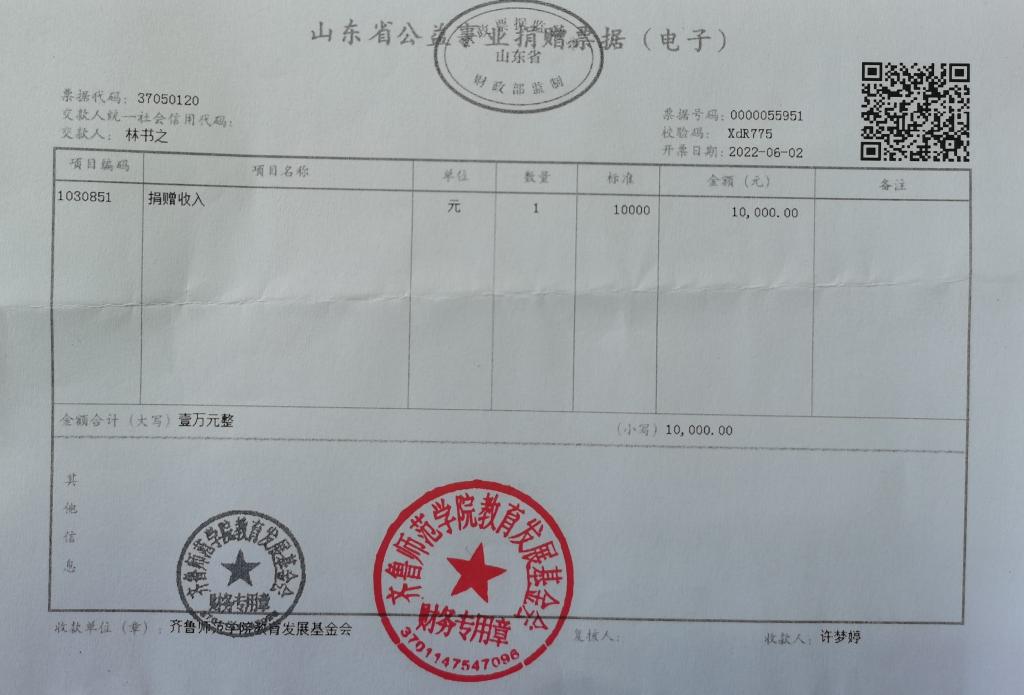 山东省公益事业捐赠票据（电子）
财政票据监制
山东省
财政部监制
票据代码：37050120
交款人统一社会信用代码：
交款人：林书之
票据号码：0000055951
校验码：XdR775
开票日期：2022-06-02
项目编码 项目名称 单位 数量 标准 金额（元） 备注
1030851 捐赠收入 元 1 10000 10,000.00
金额合计（大写）壹万元整 （小写）10,000.00
其他信息
齐鲁师范学院教育发展基金会
财务专用章
齐鲁师范学院教育发展基金会
财务专用章
3701147547096
收款单位（章）：齐鲁师范学院教育发展基金会 复核人： 收款人：许梦婷